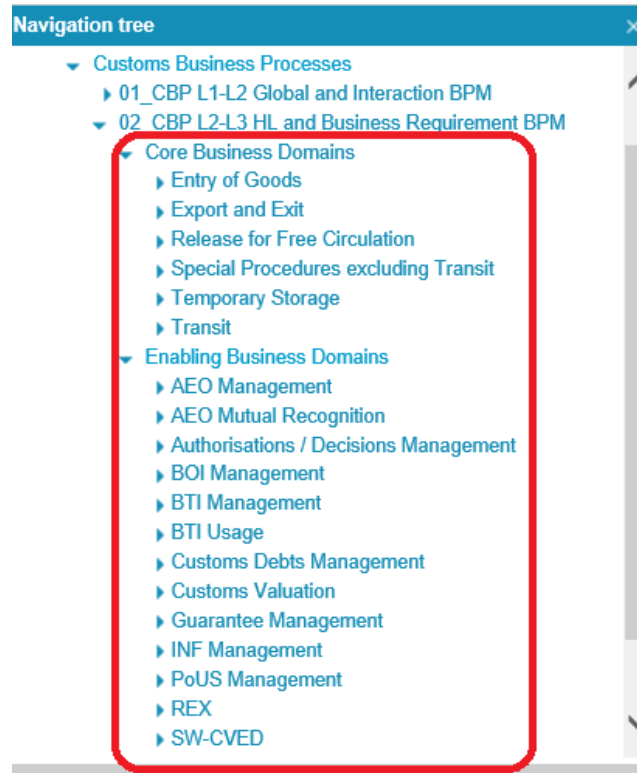 Navigation tree
Customs Business Processes
01_CBP L1-L2 Global and Interaction BPM
02_CBP L2-L3 HL and Business Requirement BPM
Core Business Domains
Entry of Goods
Export and Exit
Release for Free Circulation
Special Procedures excluding Transit
Temporary Storage
Transit
Enabling Business Domains
AEO Management
AEO Mutual Recognition
Authorisations / Decisions Management
BOI Management
BTI Management
BTI Usage
Customs Debts Management
Customs Valuation
Guarantee Management
INF Management
PoUS Management
REX
SW-CVED